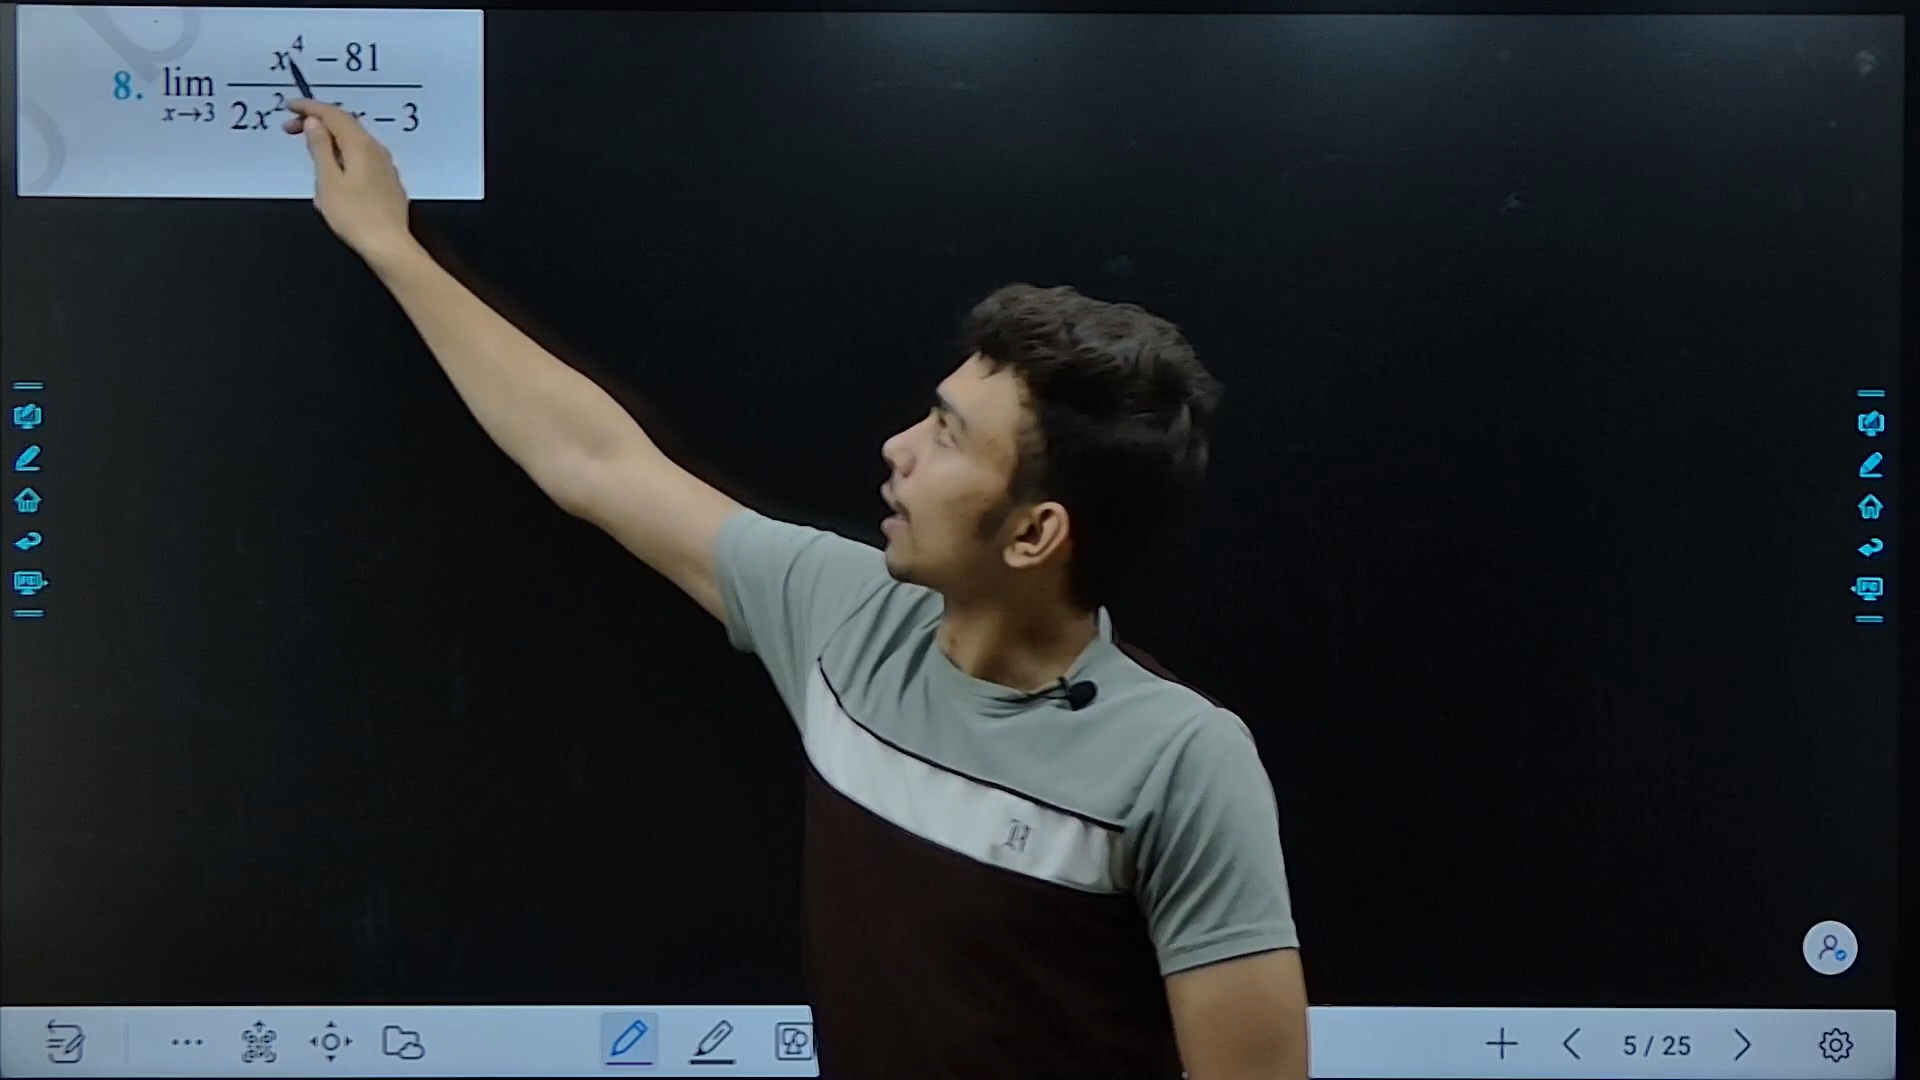 8. lim x→3 x⁴ – 81 / 2x² x – 3
H
5 / 25